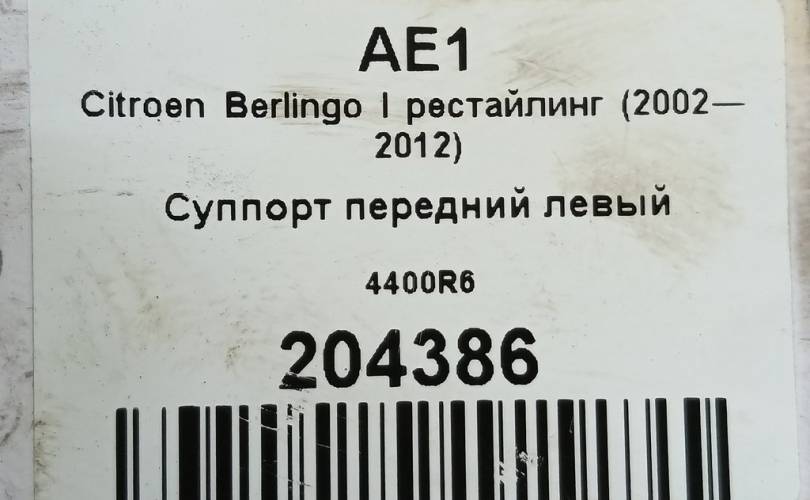 AE1
Citroen Berlingo I рестайлинг (2002—
2012)
Суппорт передний левый
4400R6
204386